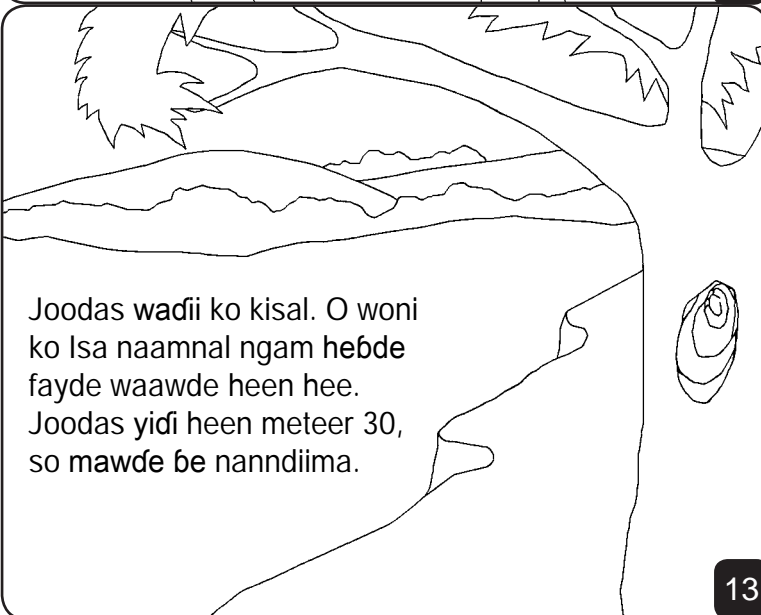 Joodas waɗii ko kisal. O woni
ko Isa naamnal ngam heɓde
fayde waawde heen hee.
Joodas yiɗi heen meteer 30,
so mawɗe ɓe nanndiima.
13